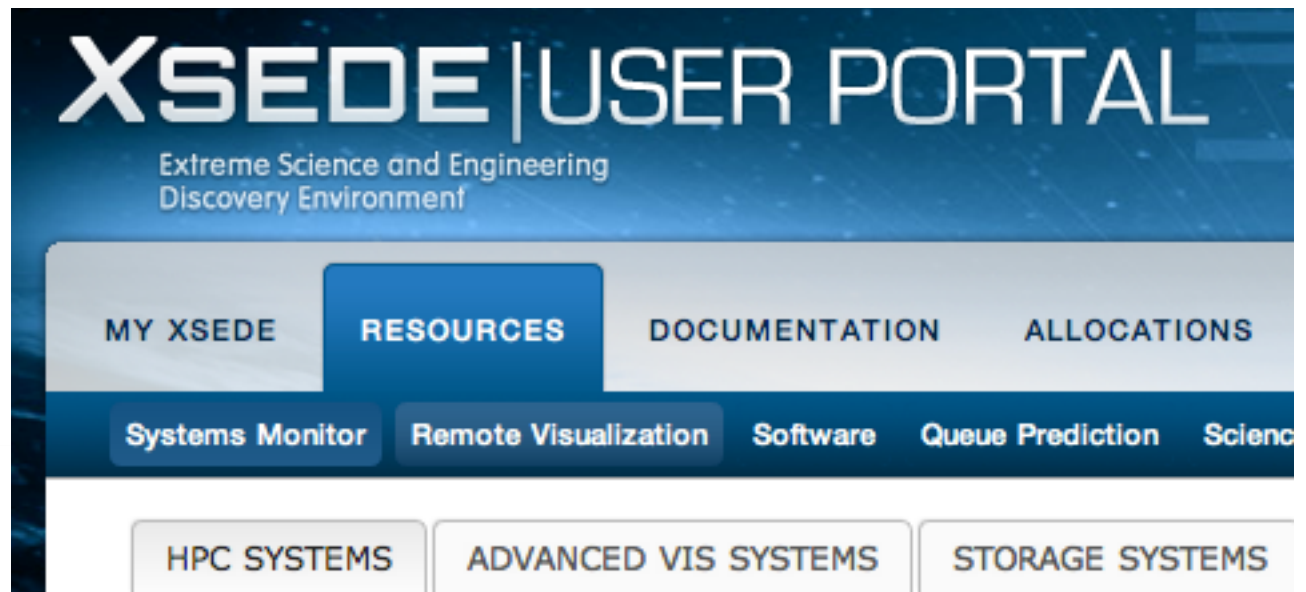 XSEDE|USER PORTAL
Extreme Science and Engineering
Discovery Environment
MY XSEDE RESOURCES DOCUMENTATION ALLOCATIONS
Systems Monitor Remote Visualization Software Queue Prediction Scienc
HPC SYSTEMS ADVANCED VIS SYSTEMS STORAGE SYSTEMS